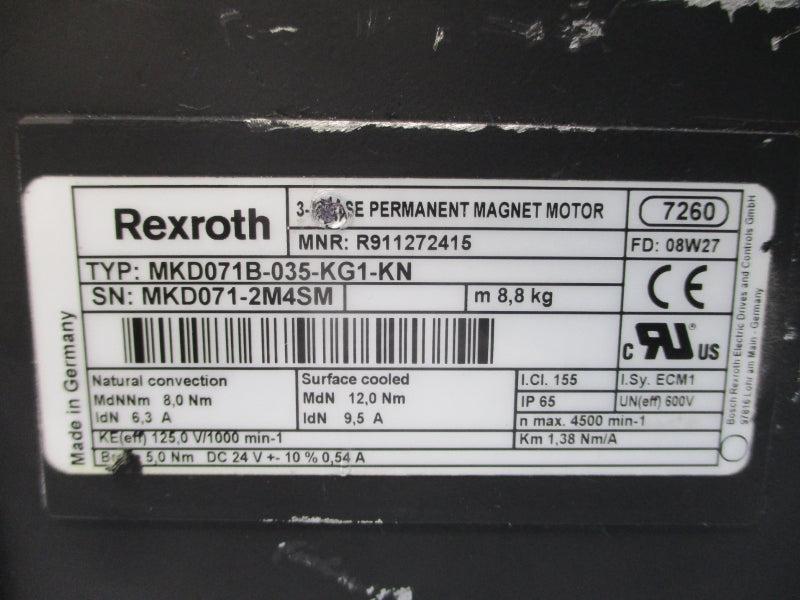 Rexroth
3- SE PERMANENT MAGNET MOTOR
7260
MNR: R911272415
FD: 08W27
TYP: MKD071B-035-KG1-KN
SN: MKD071-2M4SM
m 8,8 kg
CE
c RU US
Natural convection
MdNNm 8,0 Nm
IdN 6,3 A
Surface cooled
MdN 12,0 Nm
IdN 9,5 A
I.Cl. 155
I.Sy. ECM1
IP 65
UN(eff) 600V
n max. 4500 min-1
KE(eff) 125,0 V/1000 min-1
Km 1,38 Nm/A
5,0 Nm DC 24 V +- 10 % 0,54 A
Made in Germany
Bosch Rexroth Electric Drives and Controls GmbH
97816 Lohr am Main - Germany